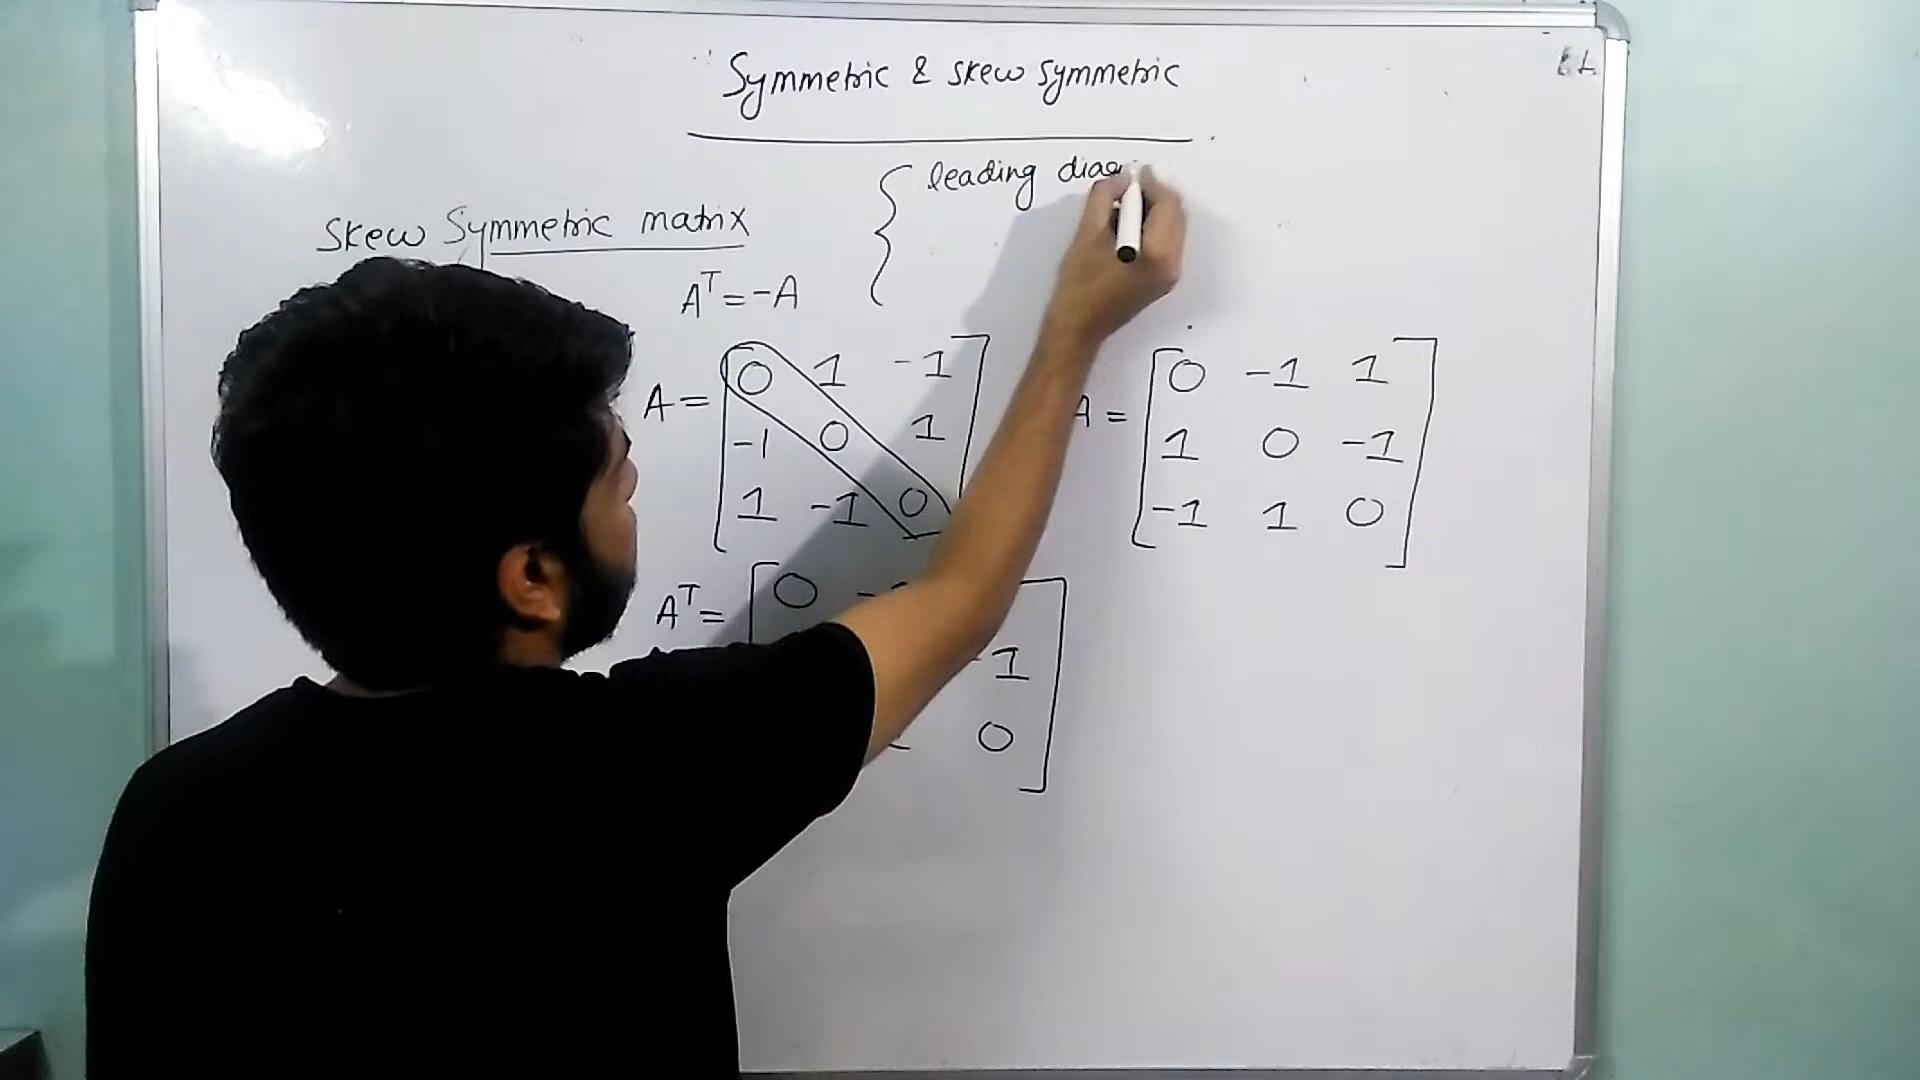 Symmetric & skew symmetric
leading diag
Skew Symmetric matrix
Aᵀ = -A
A = [0 1 -1
-1 0 1
1 -1 0]
A = [0 -1 1
1 0 -1
-1 1 0]
Aᵀ = [0
-1
0]